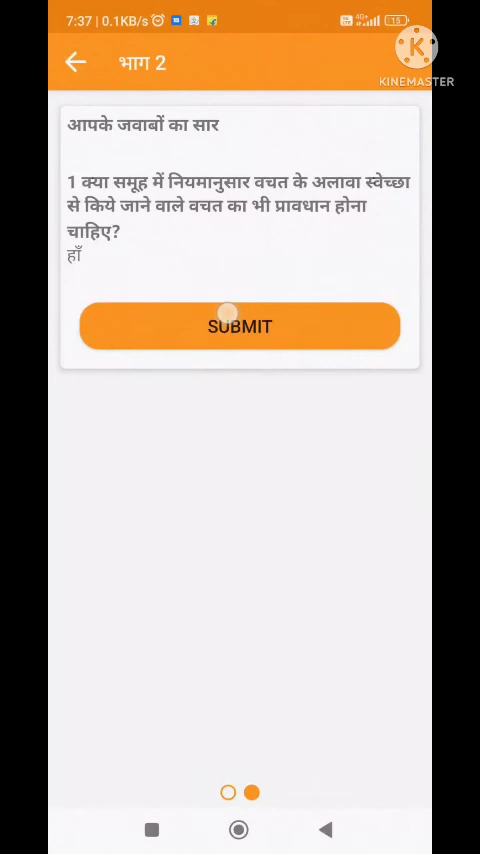 7:37 | 0.1KB/s
15
भाग 2
KINEMASTER
आपके जवाबों का सार
1 क्या समूह में नियमानुसार वचत के अलावा स्वेच्छा
से किये जाने वाले वचत का भी प्रावधान होना
चाहिए?
हाँ
SUBMIT